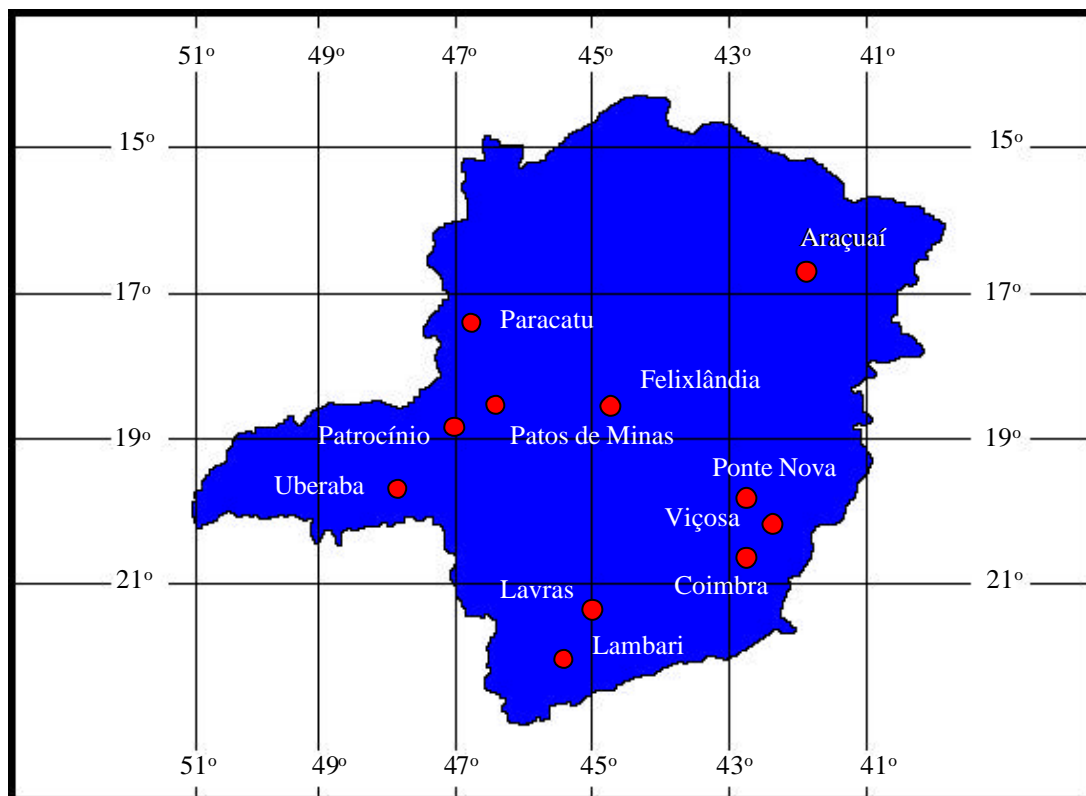 51º 49º 47º 45º 43º 41º
15º 15º
Araçuaí
17º 17º
Paracatu
Felixlândia
Patrocínio Patos de Minas
19º 19º
Ponte Nova
Uberaba
Viçosa
21º Lavras Coimbra 21º
Lambari
51º 49º 47º 45º 43º 41º